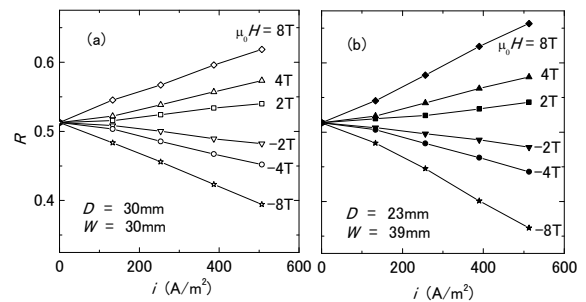 (a)
μ₀H = 8T
4T
2T
−2T
−4T
−8T
D = 30mm
W = 30mm
R
0.6
0.5
0.4
0
200
400
600
i (A/m²)
(b)
μ₀H = 8T
4T
2T
−2T
−4T
−8T
D = 23mm
W = 39mm
0
200
400
600
i (A/m²)